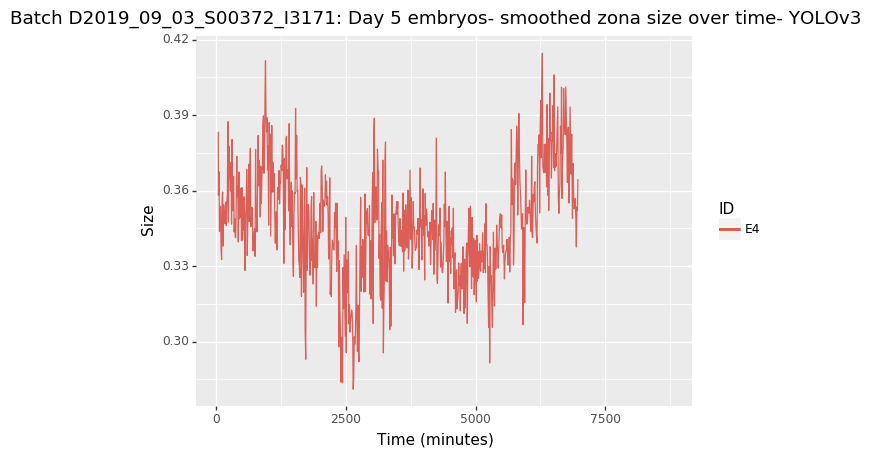 Batch D2019_09_03_S00372_I3171: Day 5 embryos- smoothed zona size over time- YOLOv3
0.42
0.39
0.36
0.33
0.30
Size
0
2500
5000
7500
Time (minutes)
ID
E4